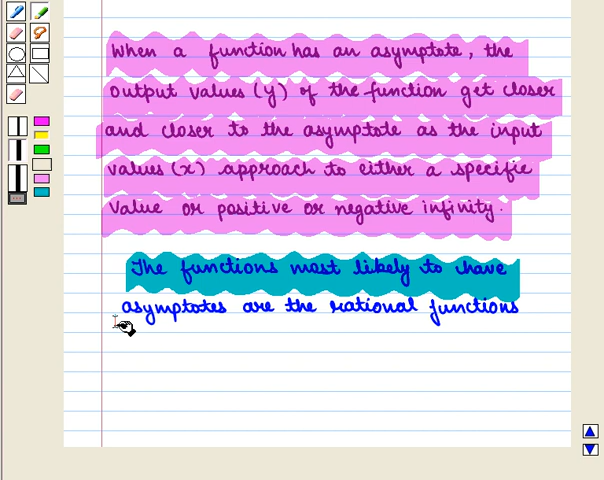 When a function has an asymptote, the
output values (y) of the function get closer
and closer to the asymptote as the input
values (x) approach to either a specific
value or positive or negative infinity.
The functions most likely to have
asymptotes are the rational functions